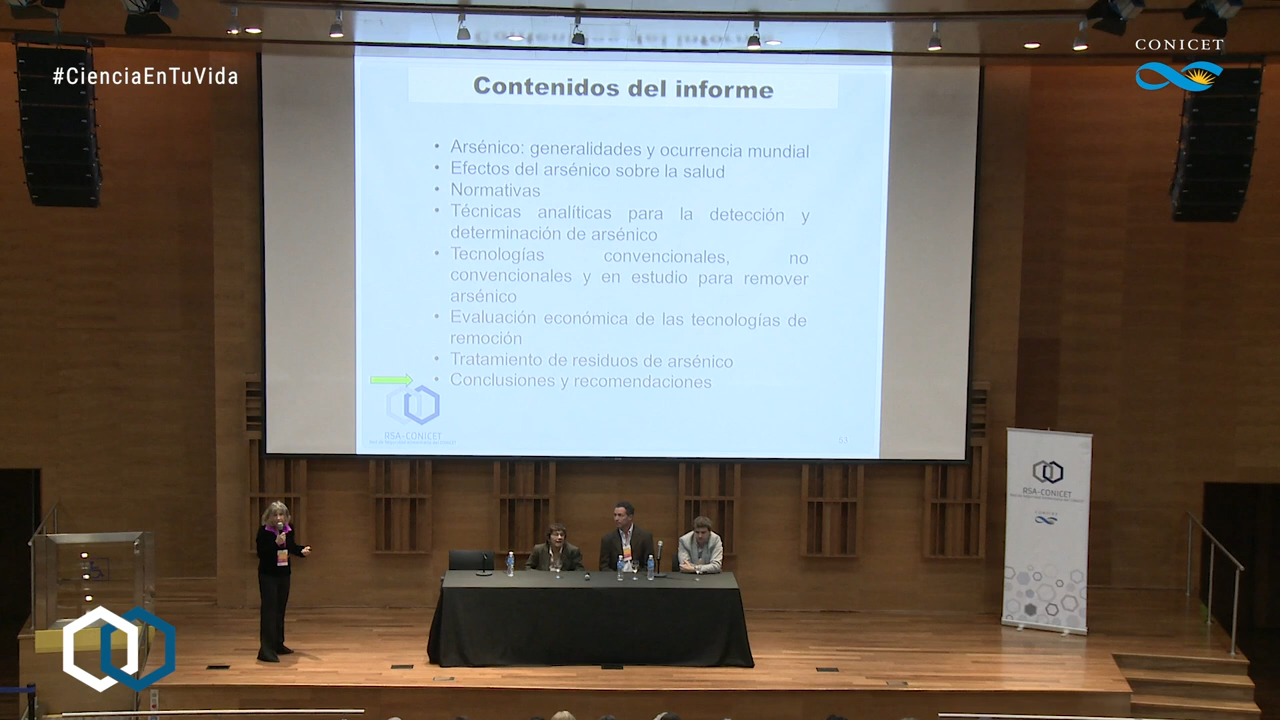 #CienciaEnTuVida
CONICET
Contenidos del informe
• Arsénico: generalidades y ocurrencia mundial
• Efectos del arsénico sobre la salud
• Normativas
• Técnicas analíticas para la detección y
determinación de arsénico
• Tecnologías convencionales, no
convencionales y en estudio para remover
arsénico
• Evaluación económica de las tecnologías de
remoción
• Tratamiento de residuos de arsénico
• Conclusiones y recomendaciones
RSA-CONICET
53
RSA-CONICET
CONICET